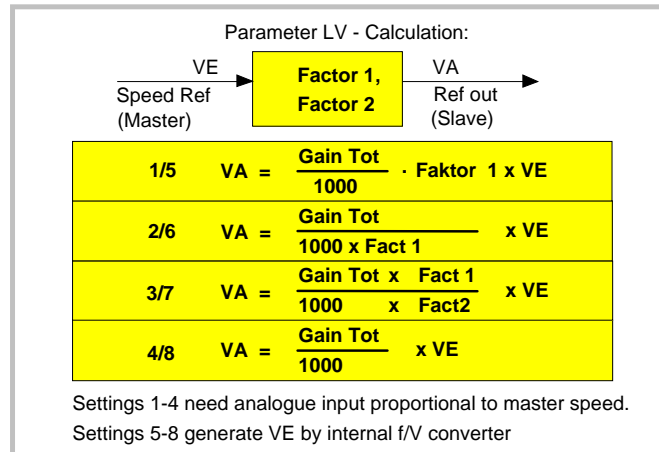 Parameter LV - Calculation:
VE
Factor 1,
VA
Speed Ref
Ref out
(Master)
Factor 2
(Slave)
1/5 VA = Gain Tot
1000
· Faktor 1 x VE
2/6 VA = Gain Tot
1000 x Fact 1
x VE
3/7 VA = Gain Tot x Fact 1
1000 x Fact2
x VE
4/8 VA = Gain Tot
1000
x VE
Settings 1-4 need analogue input proportional to master speed.
Settings 5-8 generate VE by internal f/V converter